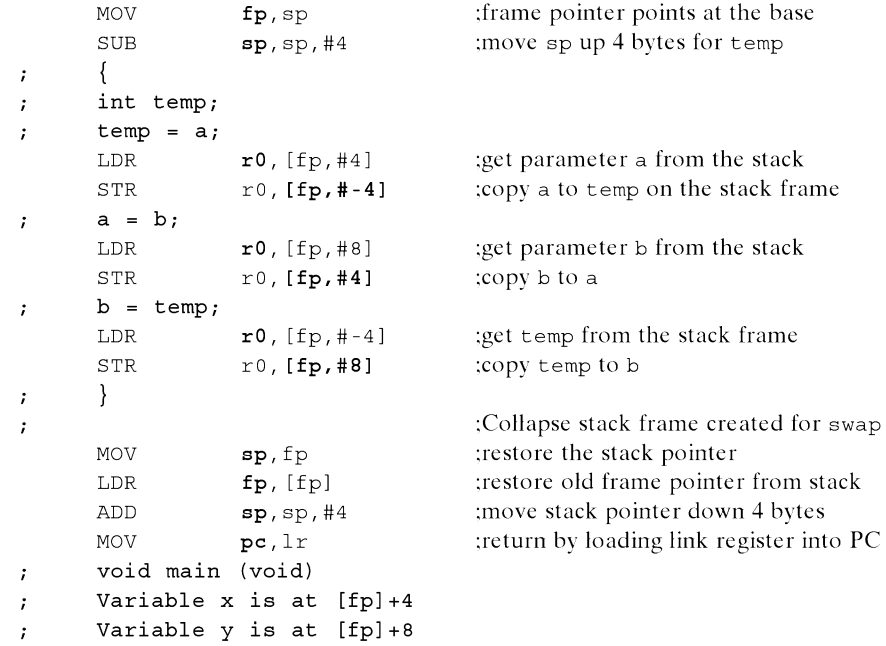 MOV fp,sp ;frame pointer points at the base
SUB sp,sp,#4 ;move sp up 4 bytes for temp
; {
; int temp;
; temp = a;
LDR r0,[fp,#4] ;get parameter a from the stack
STR r0,[fp,#-4] ;copy a to temp on the stack frame
; a = b;
LDR r0,[fp,#8] ;get parameter b from the stack
STR r0,[fp,#4] ;copy b to a
; b = temp;
LDR r0,[fp,#-4] ;get temp from the stack frame
STR r0,[fp,#8] ;copy temp to b
; }
; ;Collapse stack frame created for swap
MOV sp,fp ;restore the stack pointer
LDR fp,[fp] ;restore old frame pointer from stack
ADD sp,sp,#4 ;move stack pointer down 4 bytes
MOV pc,lr ;return by loading link register into PC
; void main (void)
; Variable x is at [fp]+4
; Variable y is at [fp]+8